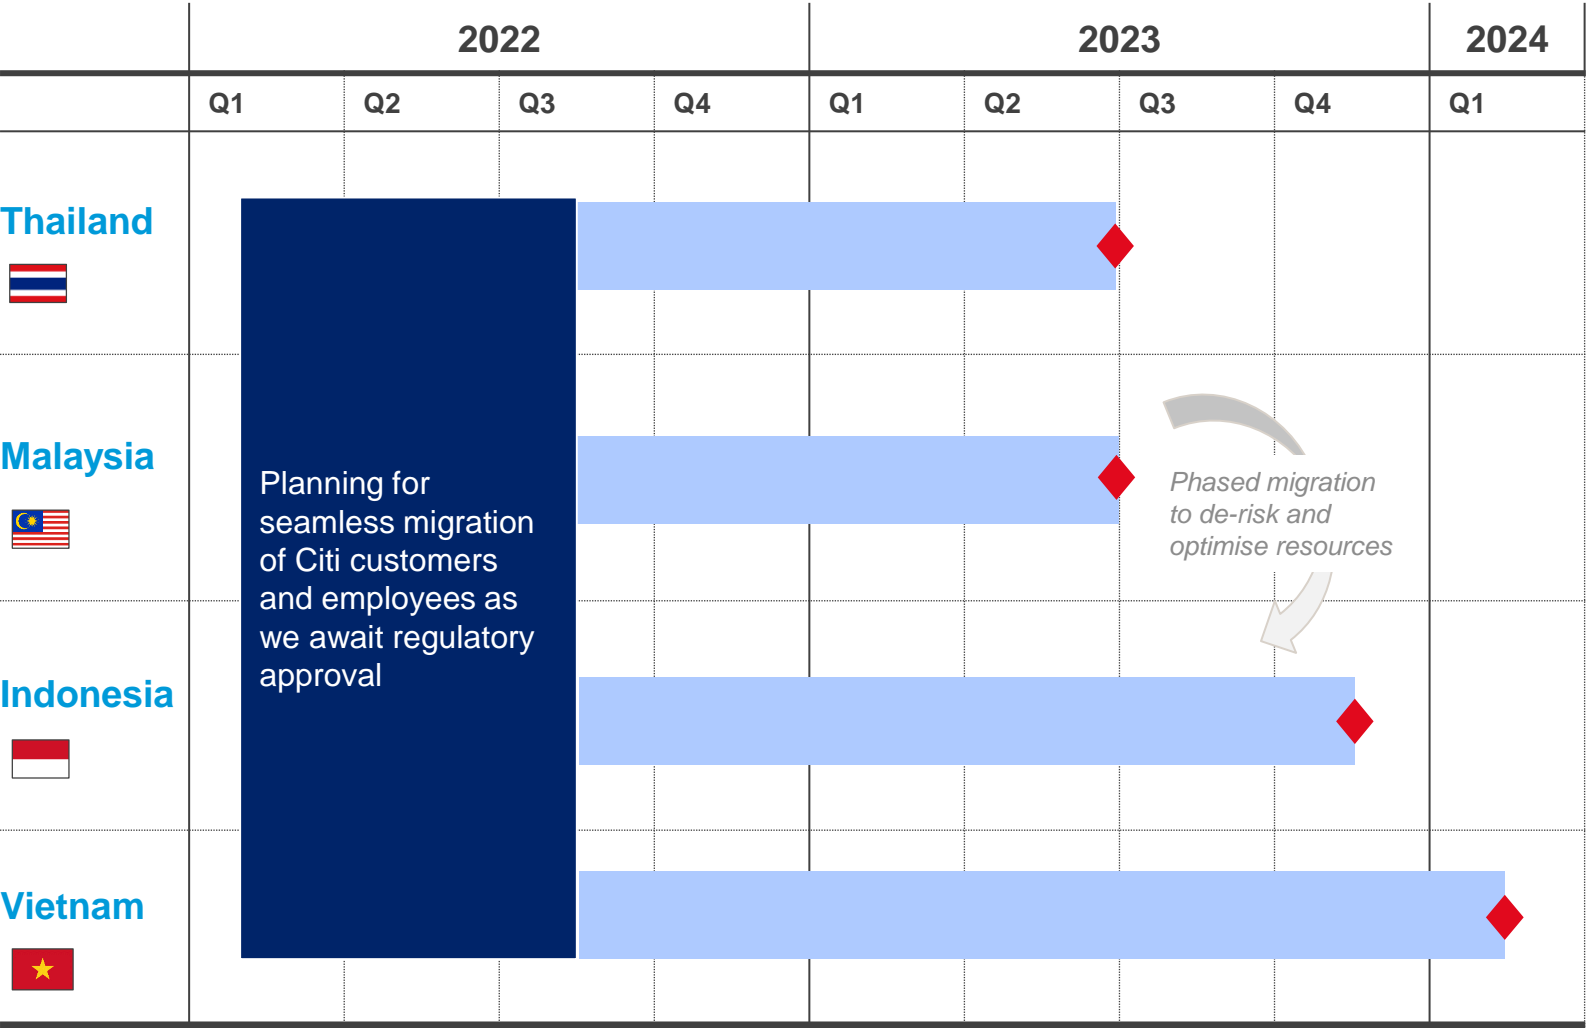 2022 2023 2024
Q1 Q2 Q3 Q4 Q1 Q2 Q3 Q4 Q1
Thailand
Malaysia
Indonesia
Vietnam
Planning for
seamless migration
of Citi customers
and employees as
we await regulatory
approval
Phased migration
to de-risk and
optimise resources